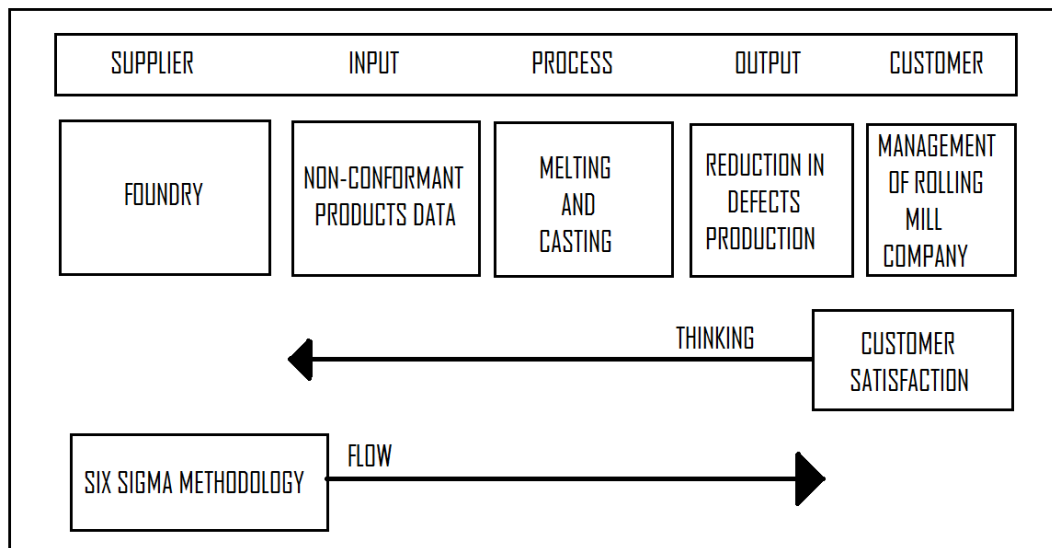 SUPPLIER INPUT PROCESS OUTPUT CUSTOMER
FOUNDRY
NON-CONFORMANT
PRODUCTS DATA
MELTING
AND
CASTING
REDUCTION IN
DEFECTS
PRODUCTION
MANAGEMENT
OF ROLLING
MILL
COMPANY
THINKING
CUSTOMER
SATISFACTION
SIX SIGMA METHODOLOGY
FLOW